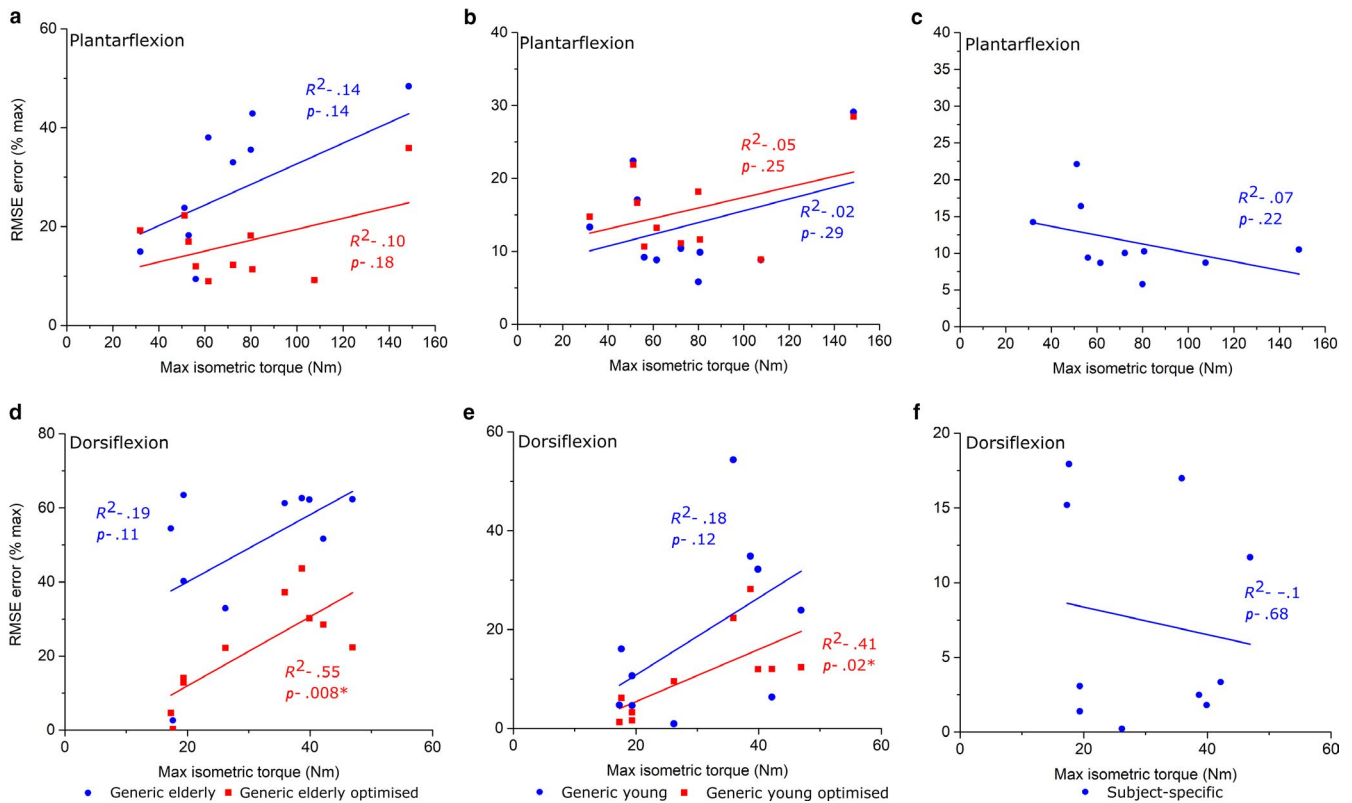 a
Plantarflexion
RMSE error (% max)
60
40
20
0
R²- .14
p- .14
R²- .10
p- .18
0 20 40 60 80 100 120 140 160
Max isometric torque (Nm)
b
Plantarflexion
40
35
30
25
20
15
10
5
0
R²- .05
p- .25
R²- .02
p- .29
0 20 40 60 80 100 120 140 160
Max isometric torque (Nm)
c
Plantarflexion
40
35
30
25
20
15
10
5
0
R²- .07
p- .22
0 20 40 60 80 100 120 140 160
Max isometric torque (Nm)
d
Dorsiflexion
RMSE error (% max)
80
60
40
20
0
R²- .19
p- .11
R²- .55
p- .008*
0 20 40 60
Max isometric torque (Nm)
Generic elderly Generic elderly optimised
e
Dorsiflexion
60
40
20
0
R²- .18
p- .12
R²- .41
p- .02*
0 20 40 60
Max isometric torque (Nm)
Generic young Generic young optimised
f
Dorsiflexion
20
15
10
5
0
R²- -.1
p- .68
0 20 40 60
Max isometric torque (Nm)
Subject-specific